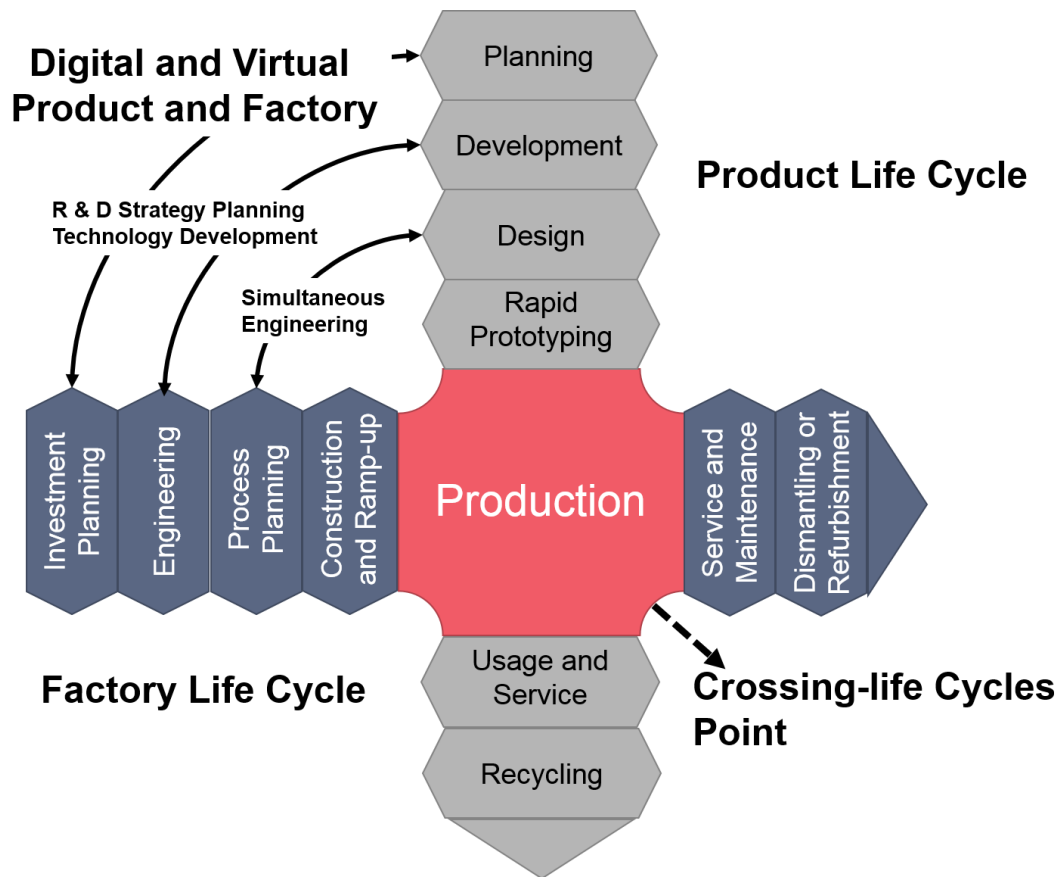 Digital and Virtual
Product and Factory
Planning
Development
Product Life Cycle
R & D Strategy Planning
Technology Development
Design
Simultaneous
Engineering
Rapid
Prototyping
Investment
Planning
Engineering
Process
Planning
Construction
and Ramp-up
Production
Service and
Maintenance
Dismantling or
Refurbishment
Factory Life Cycle
Usage and
Service
Crossing-life Cycles
Point
Recycling